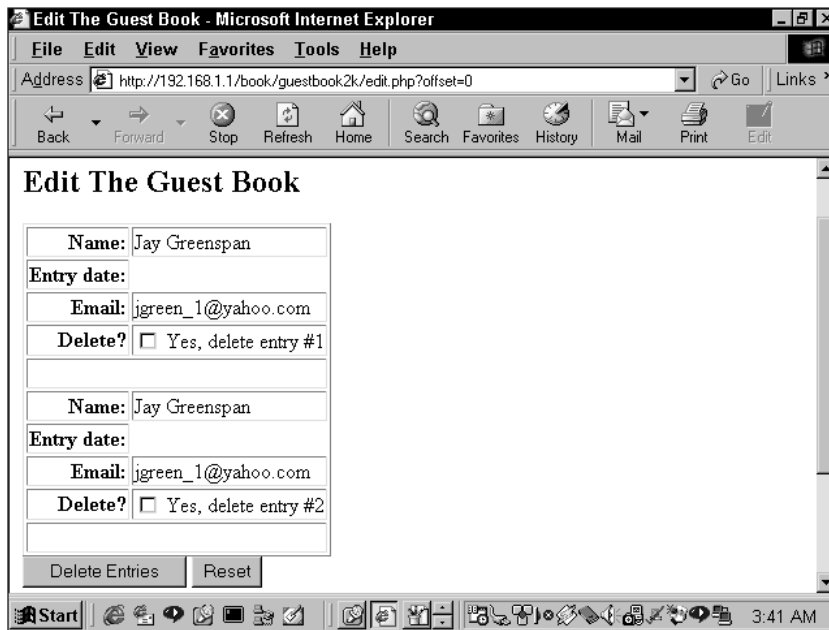 Edit The Guest Book - Microsoft Internet Explorer
File Edit View Favorites Tools Help
Address http://192.168.1.1/book/guestbook2k/edit.php?offset=0 Go Links
Back Forward Stop Refresh Home Search Favorites History Mail Print Edit
Edit The Guest Book
Name: Jay Greenspan
Entry date:
Email: jgreen_1@yahoo.com
Delete? Yes, delete entry #1
Name: Jay Greenspan
Entry date:
Email: jgreen_1@yahoo.com
Delete? Yes, delete entry #2
Delete Entries Reset
Start 3:41 AM